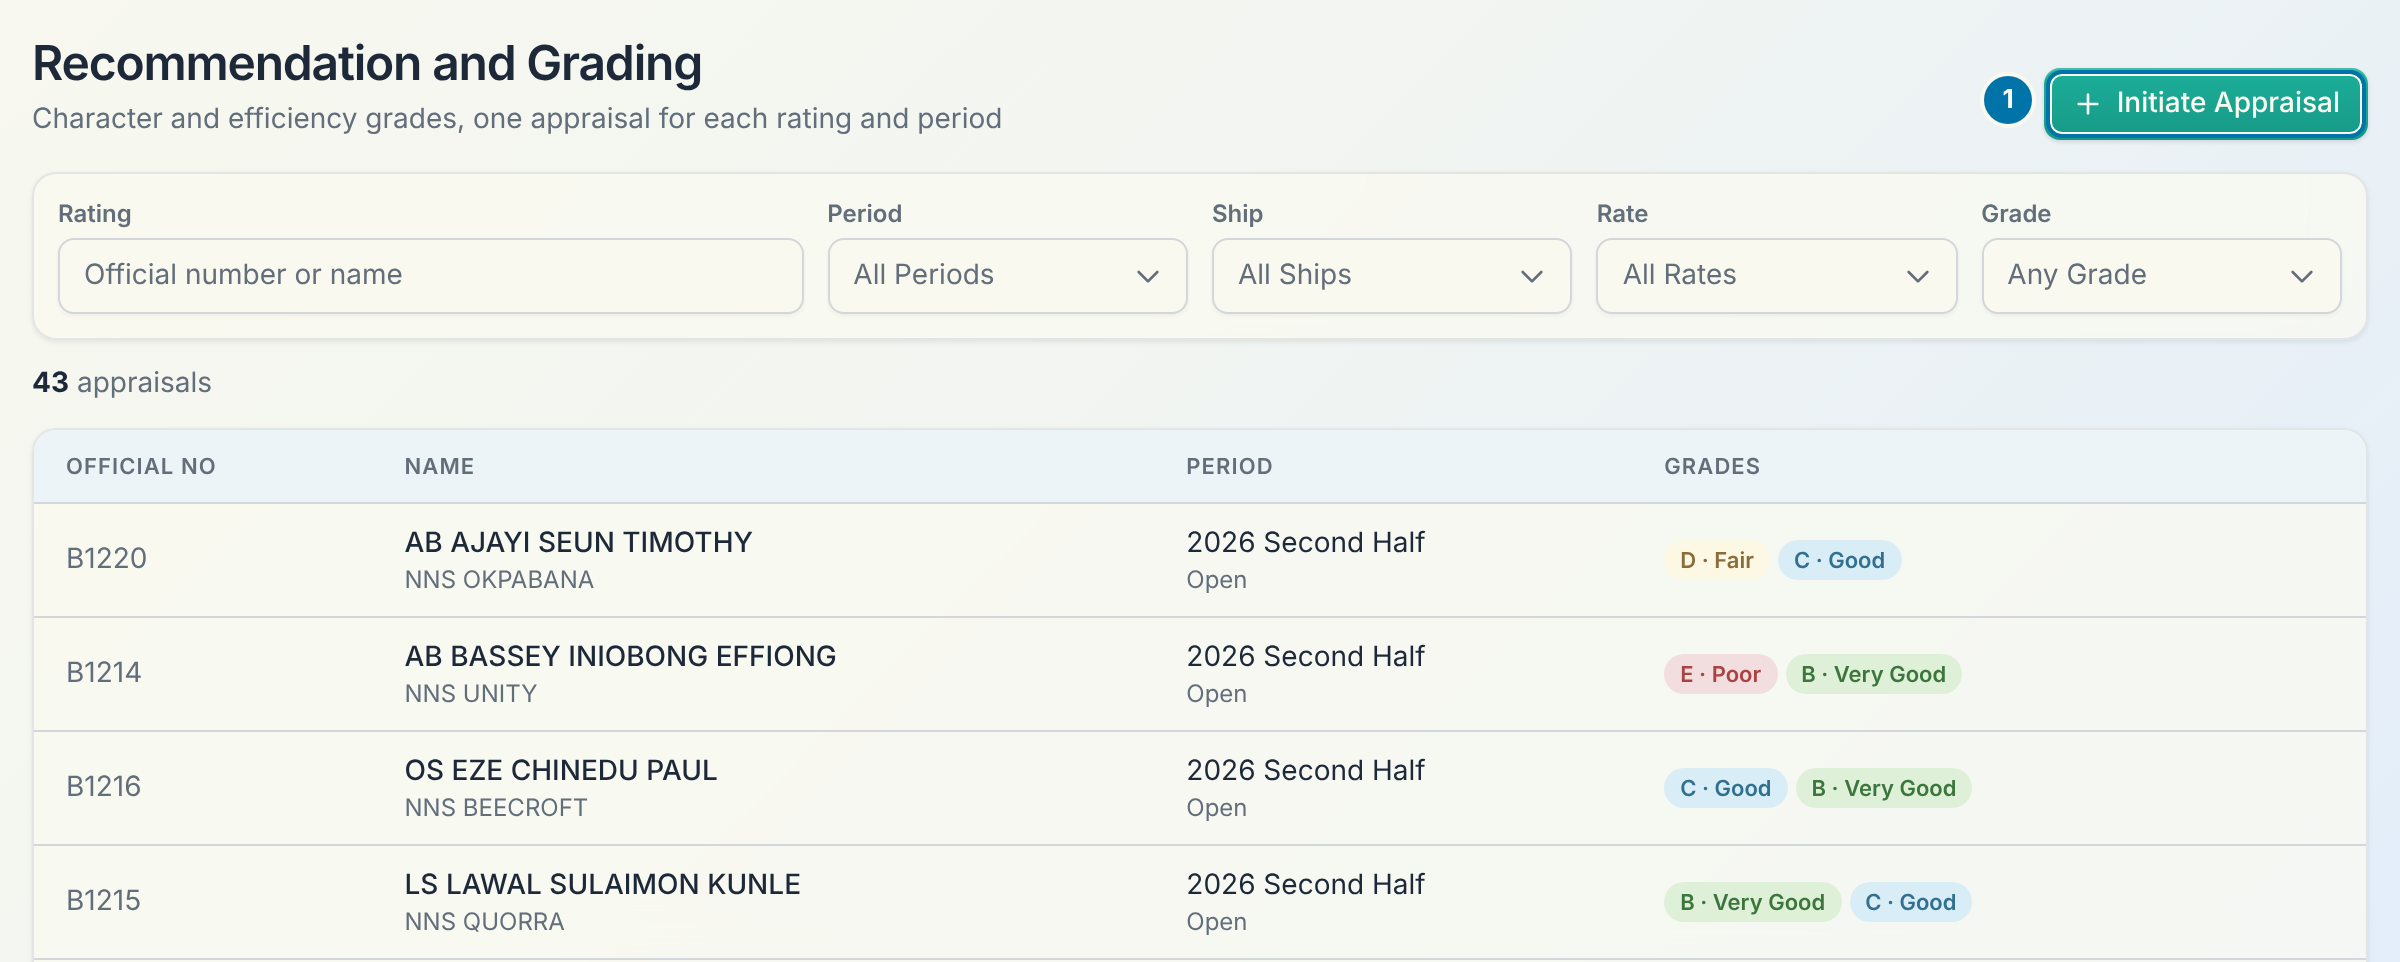 Recommendation and Grading
Character and efficiency grades, one appraisal for each rating and period
1
+ Initiate Appraisal
Rating
Period
Ship
Rate
Grade
Official number or name
All Periods
All Ships
All Rates
Any Grade
43 appraisals
OFFICIAL NO NAME PERIOD GRADES
B1220
AB AJAYI SEUN TIMOTHY
NNS OKPABANA
2026 Second Half
Open
D · Fair
C · Good
B1214
AB BASSEY INIOBONG EFFIONG
NNS UNITY
2026 Second Half
Open
E · Poor
B · Very Good
B1216
OS EZE CHINEDU PAUL
NNS BEECROFT
2026 Second Half
Open
C · Good
B · Very Good
B1215
LS LAWAL SULAIMON KUNLE
NNS QUORRA
2026 Second Half
Open
B · Very Good
C · Good